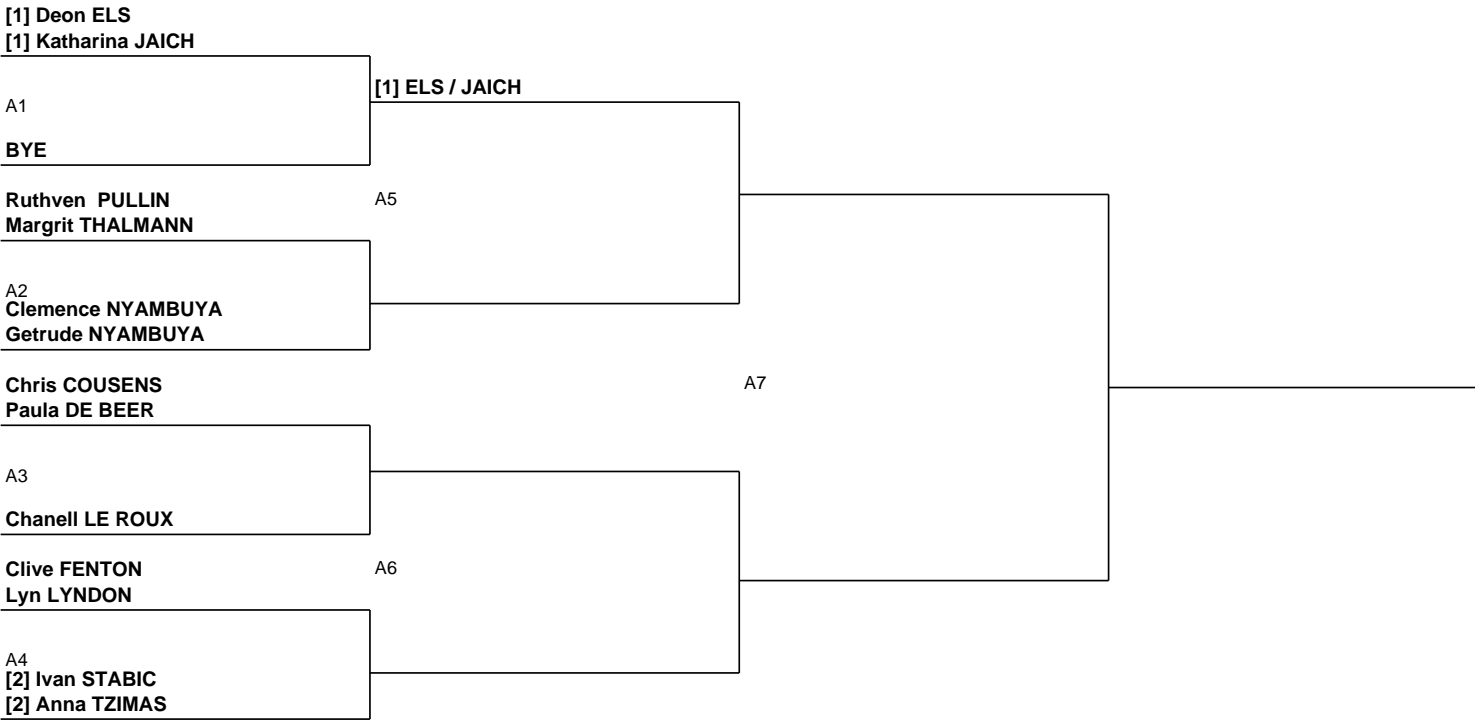 [1] Deon ELS
[1] Katharina JAICH
[1] ELS / JAICH
A1
BYE
Ruthven PULLIN
A5
Margrit THALMANN
A2
Clemence NYAMBUYA
Getrude NYAMBUYA
Chris COUSENS
A7
Paula DE BEER
A3
Chanell LE ROUX
Clive FENTON
A6
Lyn LYNDON
A4
[2] Ivan STABIC
[2] Anna TZIMAS